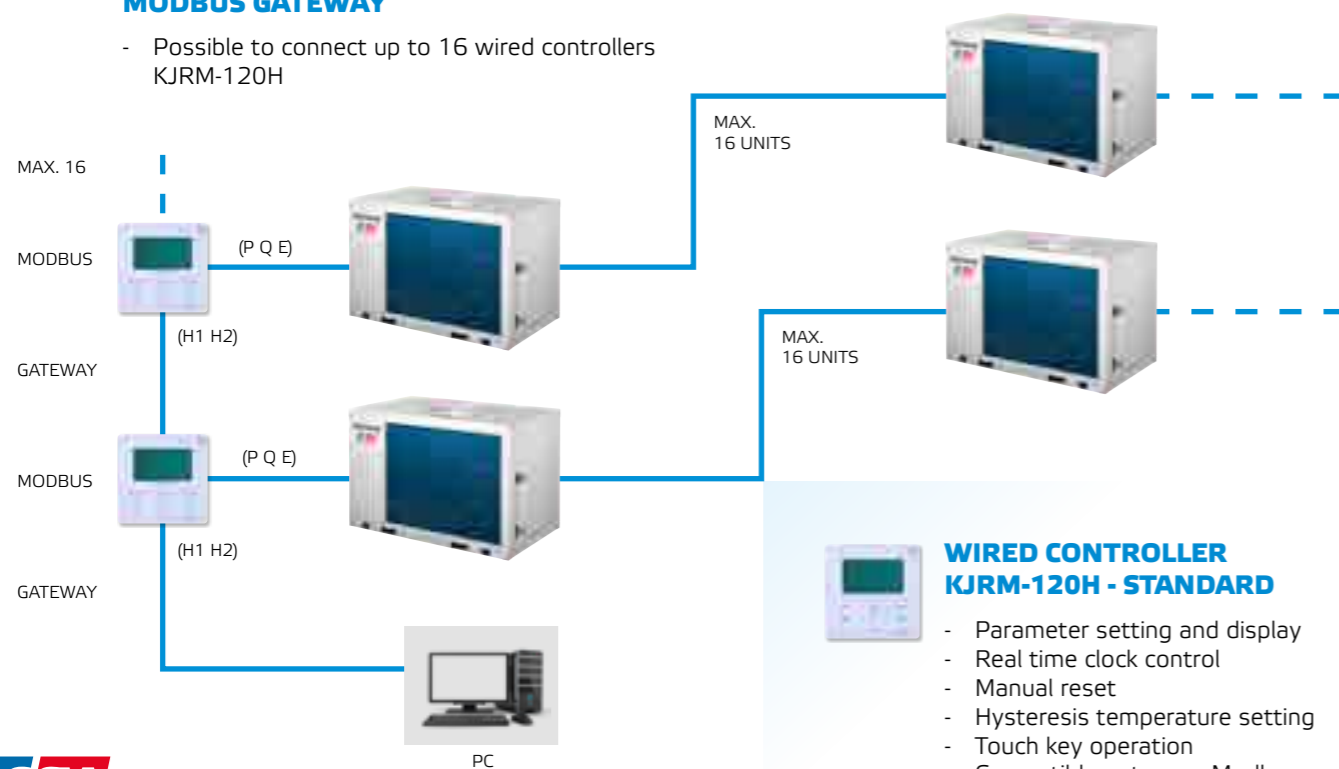 MODBUS GATEWAY
- Possible to connect up to 16 wired controllers
KJRM-120H
MAX.
16 UNITS
MAX. 16
(P Q E)
MODBUS
(H1 H2)
MAX.
16 UNITS
GATEWAY
(P Q E)
MODBUS
(H1 H2)
GATEWAY
PC
WIRED CONTROLLER
KJRM-120H - STANDARD
- Parameter setting and display
- Real time clock control
- Manual reset
- Hysteresis temperature setting
- Touch key operation